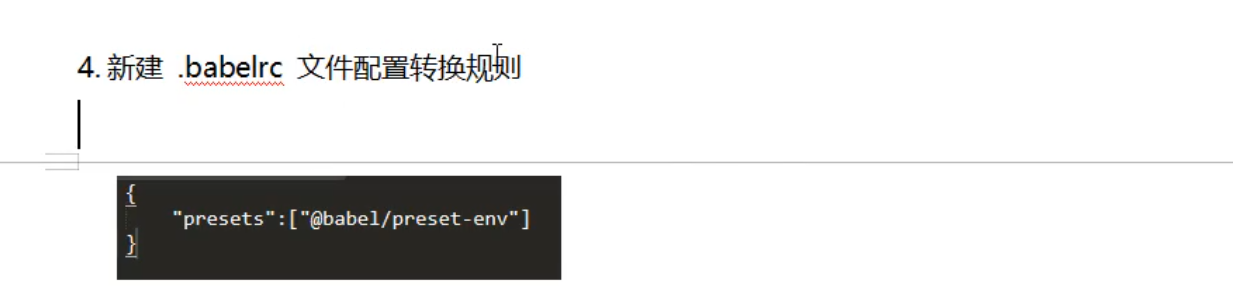 4. 新建 .babelrc 文件配置转换规则
{
"presets":["@babel/preset-env"]
}